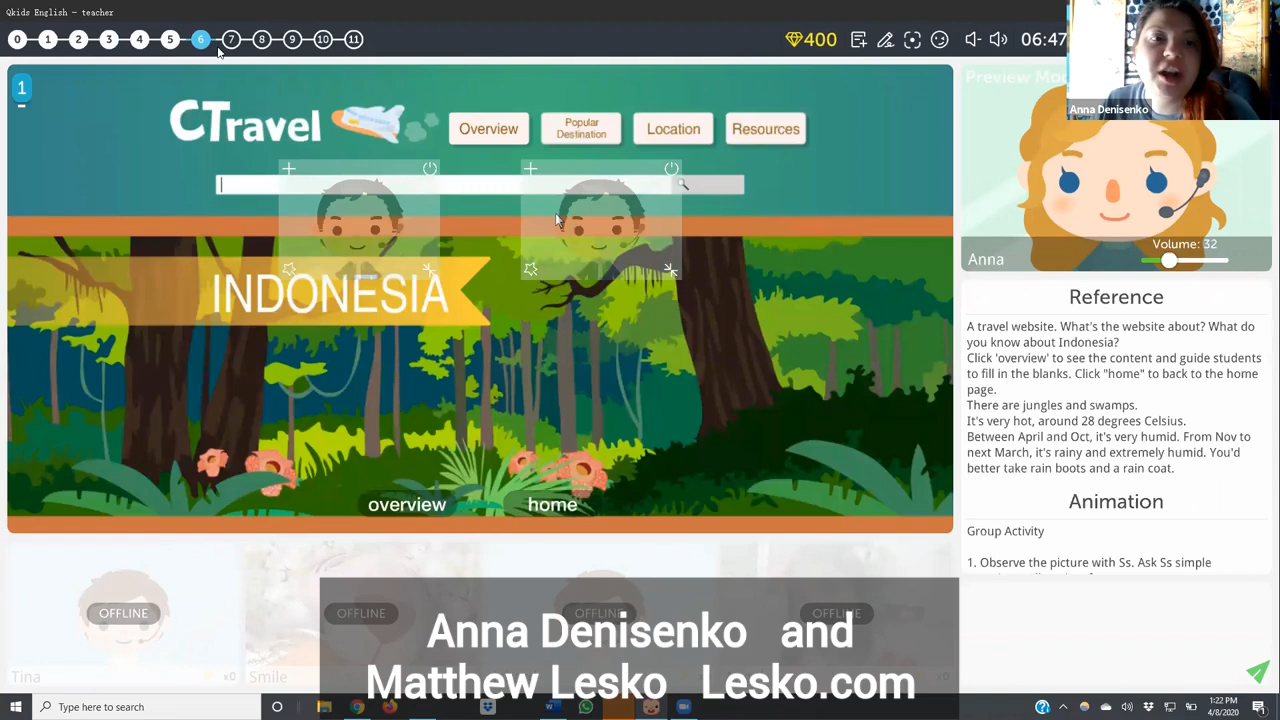 Qkids English - teacher
0 1 2 3 4 5 6 7 8 9 10 11
400
06:47
Anna Denisenko
1
CTravel
Overview
Popular
Destination
Location
Resources
INDONESIA
overview
home
Preview Mo
Volume: 32
Anna
Reference
A travel website. What's the website about? What do
you know about Indonesia?
Click 'overview' to see the content and guide students
to fill in the blanks. Click "home" to back to the home
page.
There are jungles and swamps.
It's very hot, around 28 degrees Celsius.
Between April and Oct, it's very humid. From Nov to
next March, it's rainy and extremely humid. You'd
better take rain boots and a rain coat.
Animation
Group Activity
1. Observe the picture with Ss. Ask Ss simple
OFFLINE
OFFLINE
OFFLINE
OFFLINE
Tina
x0
Smile
x0
Anna Denisenko and
Matthew Lesko Lesko.com
Type here to search
1:22 PM
4/8/2020